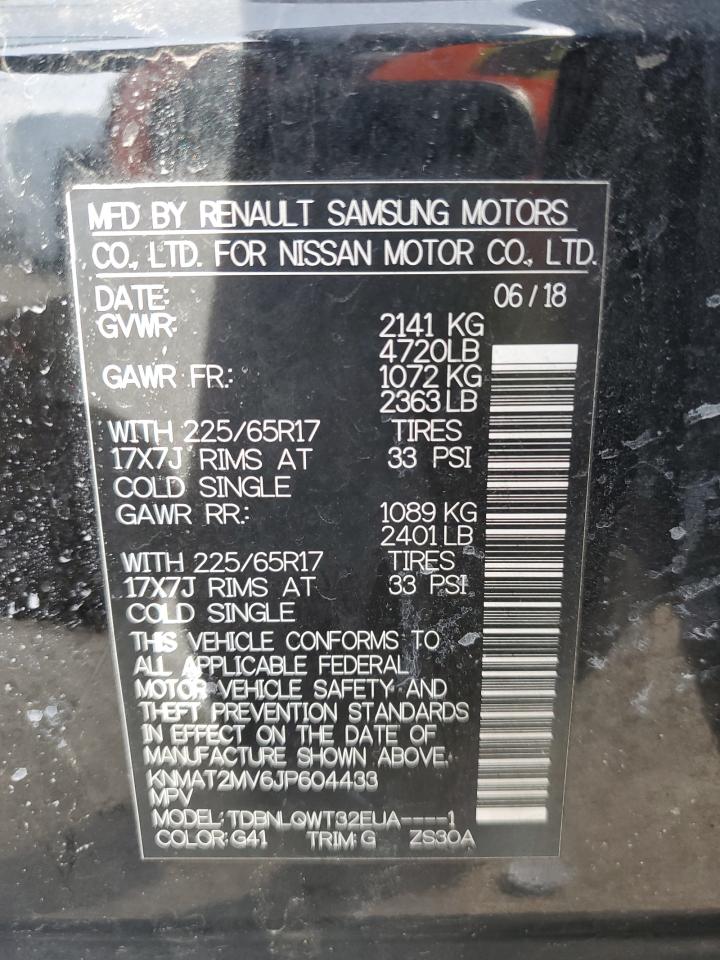 MFD BY RENAULT SAMSUNG MOTORS
CO., LTD. FOR NISSAN MOTOR CO., LTD.
DATE: 06/18
GVWR: 2141 KG
4720LB
GAWR FR.: 1072 KG
2363 LB
WITH 225/65R17 TIRES
17X7J RIMS AT 33 PSI
COLD SINGLE
GAWR RR.: 1089 KG
2401 LB
WITH 225/65R17 TIRES
17X7J RIMS AT 33 PSI
COLD SINGLE
THIS VEHICLE CONFORMS TO
ALL APPLICABLE FEDERAL
MOTOR VEHICLE SAFETY AND
THEFT PREVENTION STANDARDS
IN EFFECT ON THE DATE OF
MANUFACTURE SHOWN ABOVE.
KNMAT2MV6JP604433
MPV
MODEL: TDBNLQWT32EUA----1
COLOR: G41 TRIM: G ZS30A